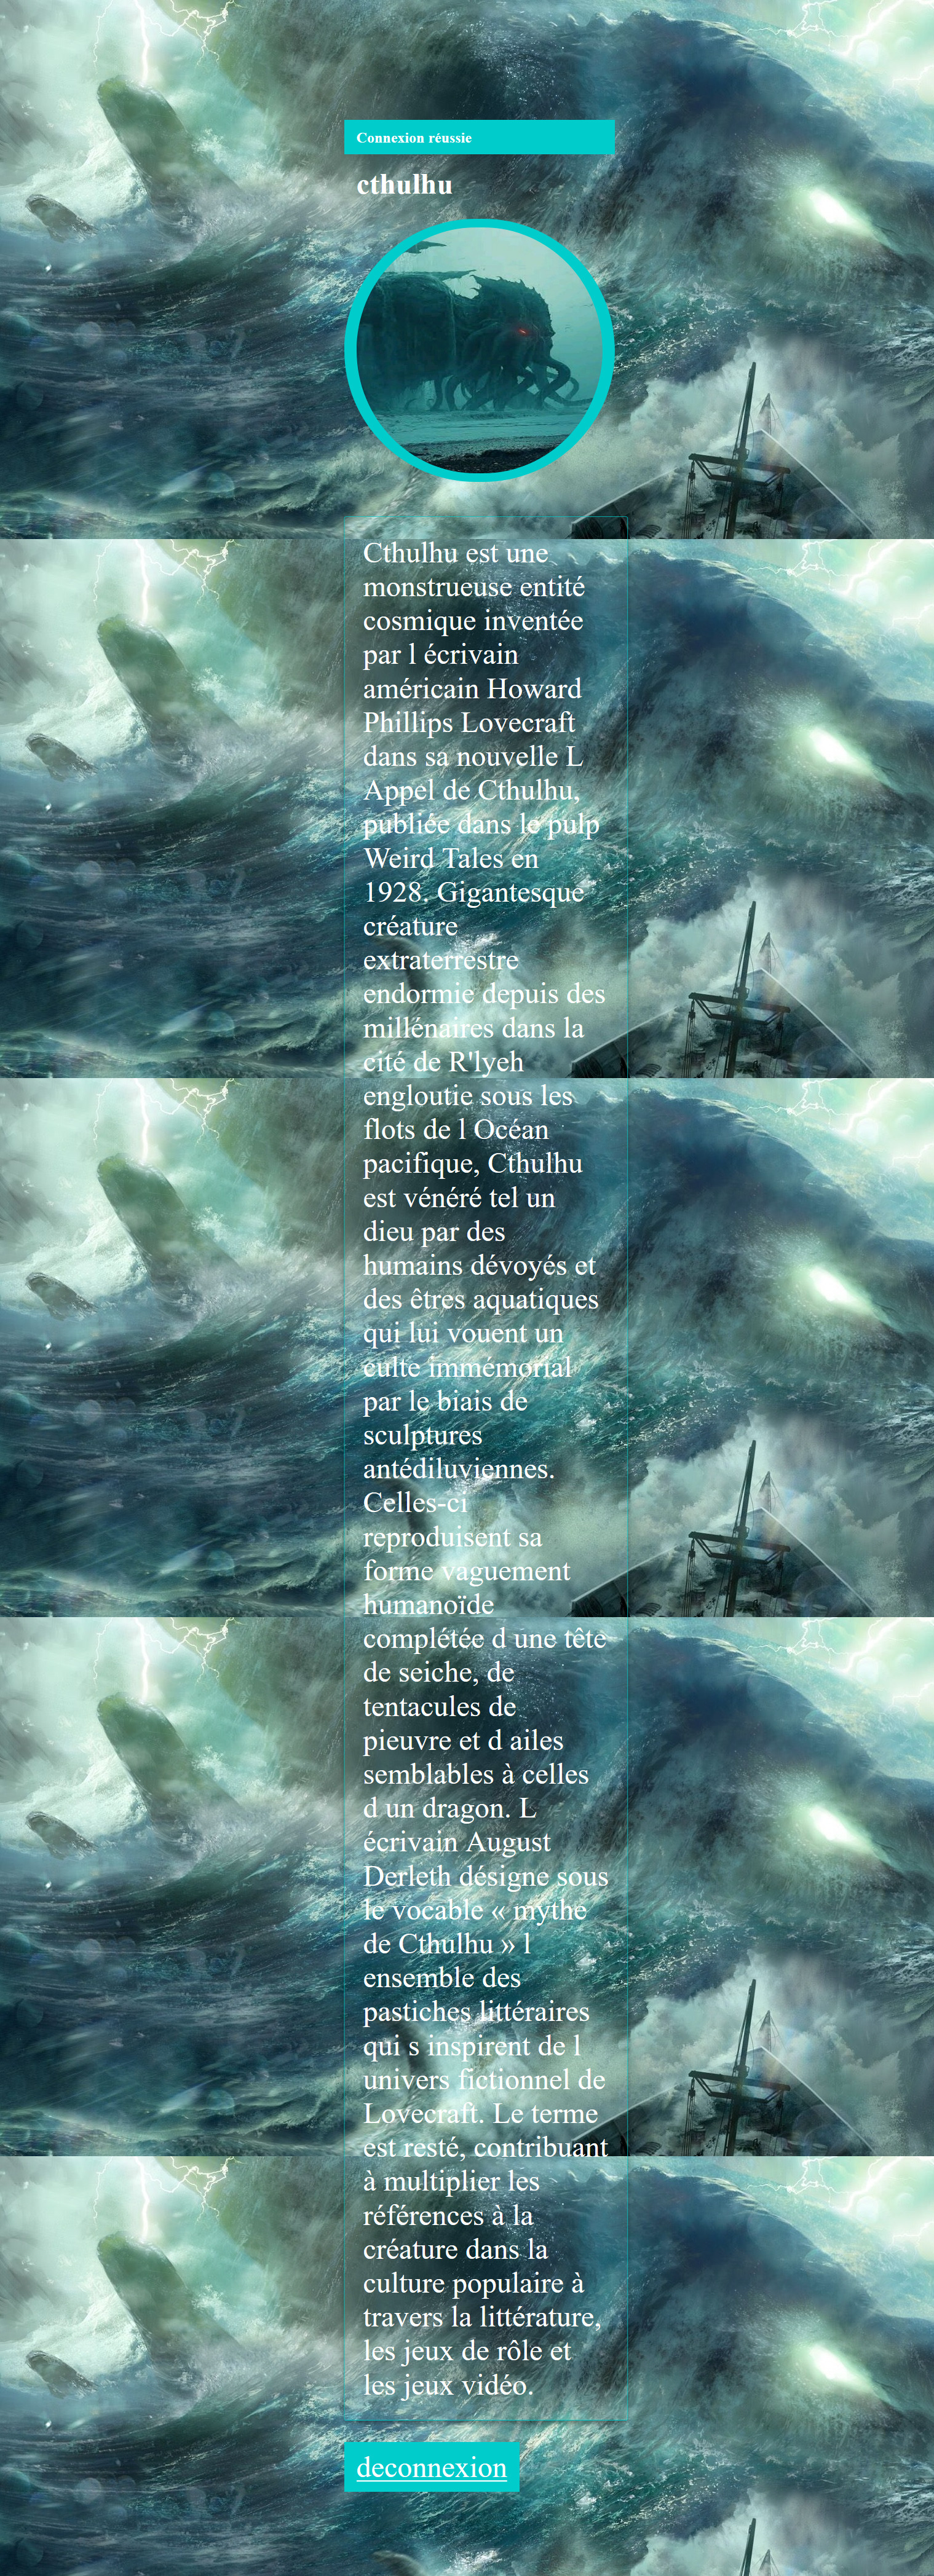 Connexion réussie
cthulhu
Cthulhu est une
monstrueuse entité
cosmique inventée
par l écrivain
américain Howard
Phillips Lovecraft
dans sa nouvelle L
Appel de Cthulhu,
publiée dans le pulp
Weird Tales en
1928. Gigantesque
créature
extraterrestre
endormie depuis des
millénaires dans la
cité de R'lyeh
engloutie sous les
flots de l Océan
pacifique, Cthulhu
est vénéré tel un
dieu par des
humains dévoyés et
des êtres aquatiques
qui lui vouent un
culte immémorial
par le biais de
sculptures
antédiluviennes.
Celles-ci
reproduisent sa
forme vaguement
humanoïde
complétée d une tête
de seiche, de
tentacules de
pieuvre et d ailes
semblables à celles
d un dragon. L
écrivain August
Derleth désigne sous
le vocable « mythe
de Cthulhu » l
ensemble des
pastiches littéraires
qui s inspirent de l
univers fictionnel de
Lovecraft. Le terme
est resté, contribuant
à multiplier les
références à la
créature dans la
culture populaire à
travers la littérature,
les jeux de rôle et
les jeux vidéo.
deconnexion